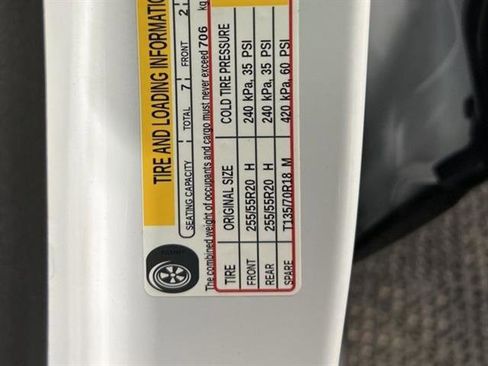 TIRE AND LOADING INFORMATION
SEATING CAPACITY TOTAL 7 FRONT 2
The combined weight of occupants and cargo must never exceed 706 kg
TIRE ORIGINAL SIZE COLD TIRE PRESSURE
FRONT 255/55R20 H 240 kPa, 35 PSI
REAR 255/55R20 H 240 kPa, 35 PSI
SPARE T135/70R18 M 420 kPa, 60 PSI